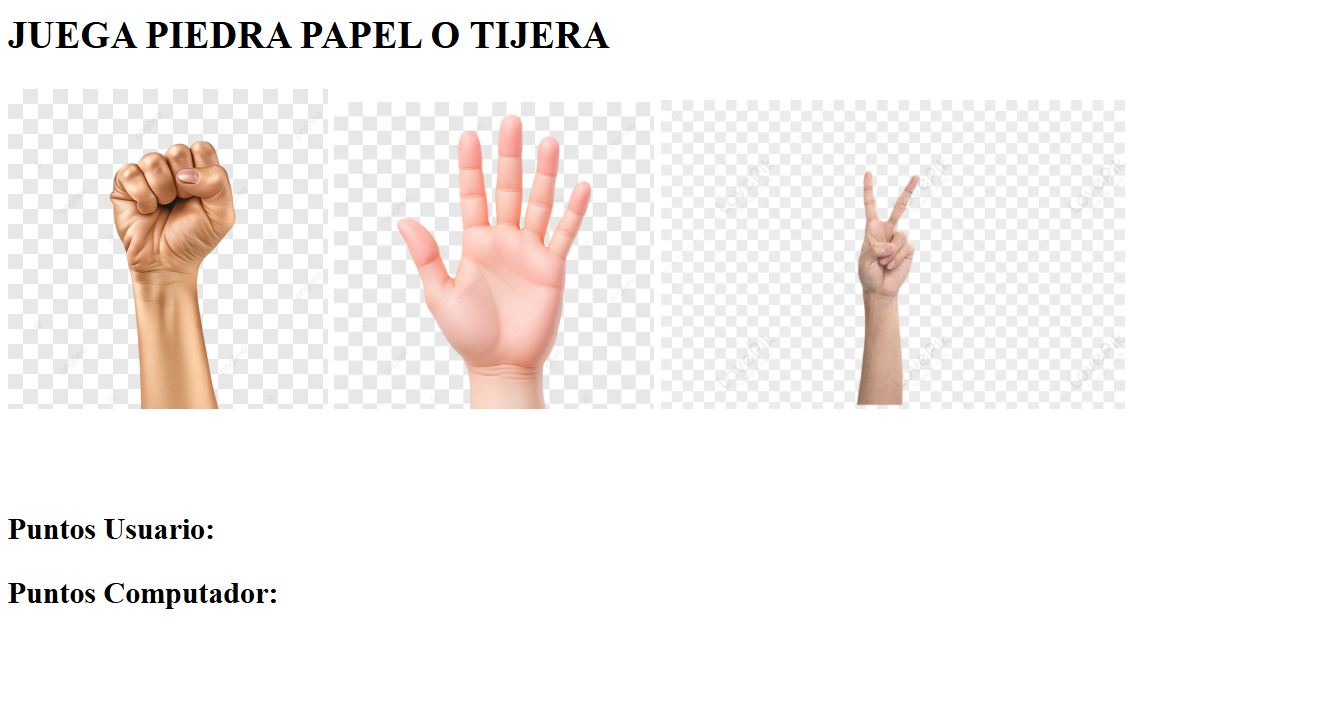 JUEGA PIEDRA PAPEL O TIJERA
Puntos Usuario:
Puntos Computador: